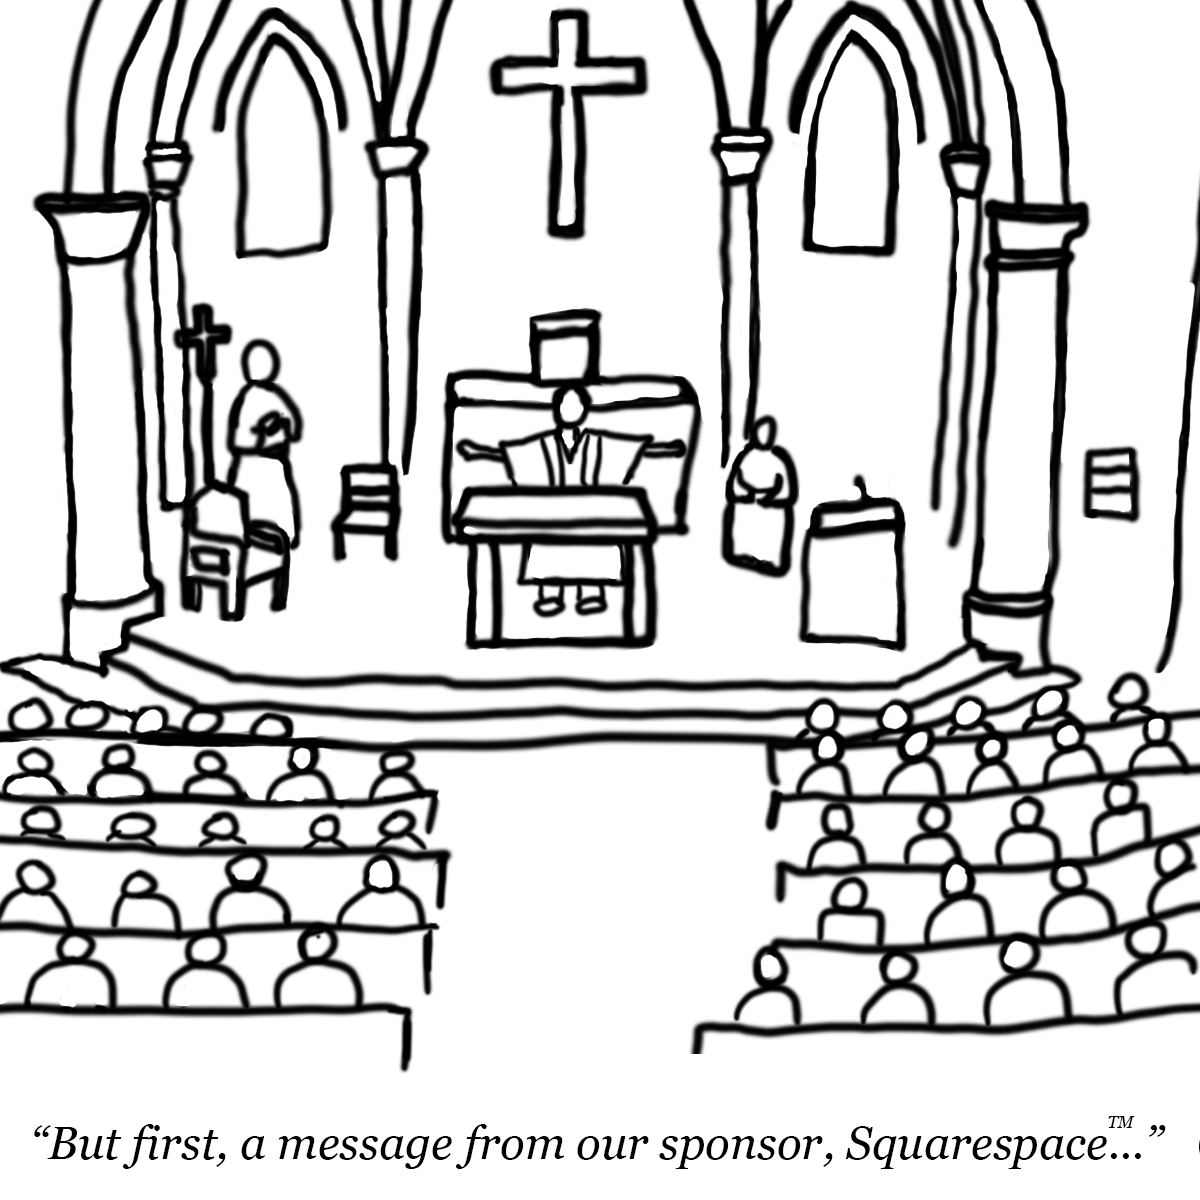 “But first, a message from our sponsor, Squarespace™...”